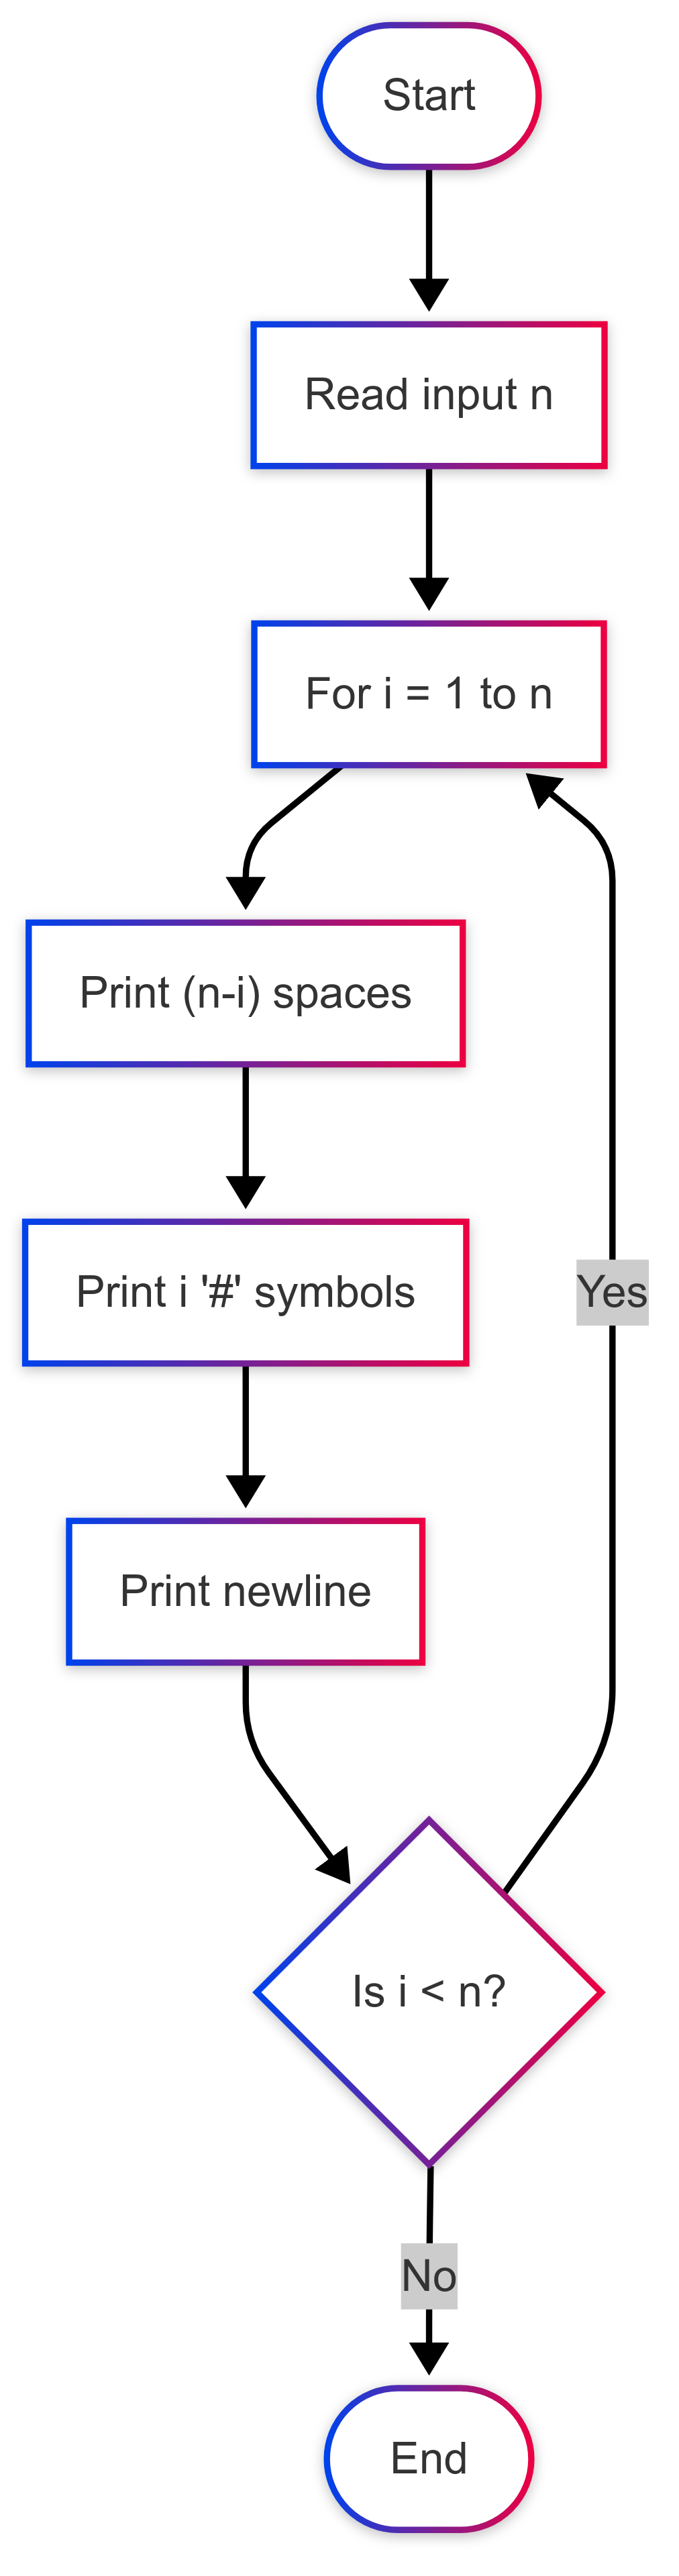 Start
Read input n
For i = 1 to n
Print (n-i) spaces
Print i '#' symbols
Yes
Print newline
Is i < n?
No
End